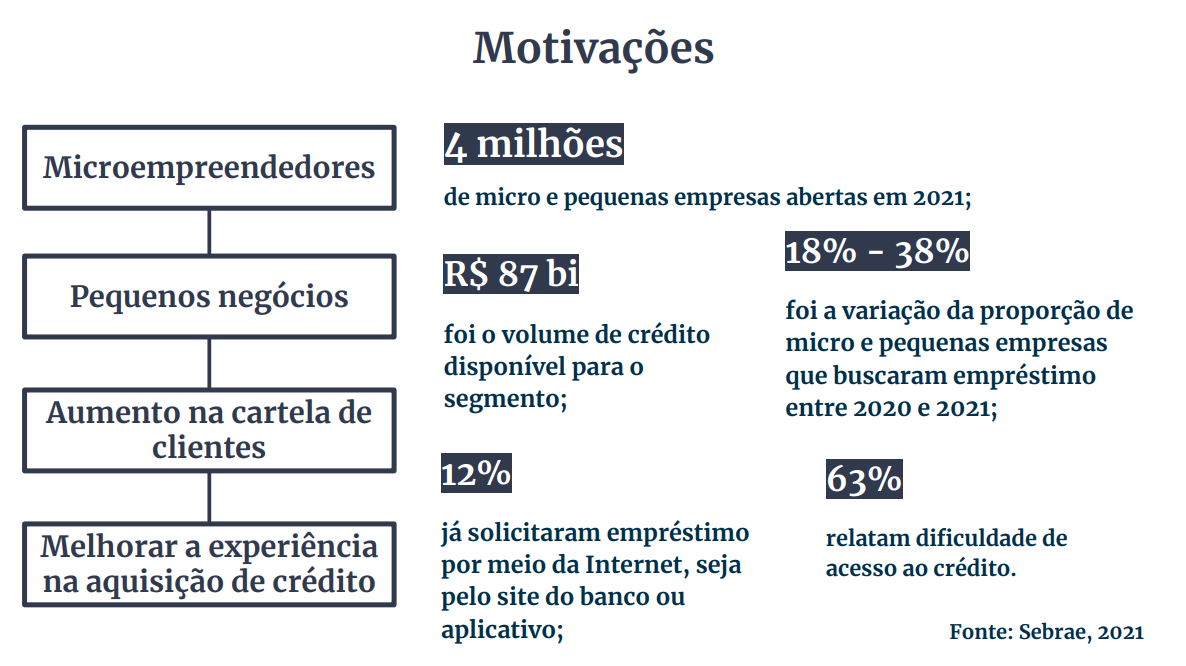 Motivações
Microempreendedores
Pequenos negócios
Aumento na cartela de
clientes
Melhorar a experiência
na aquisição de crédito
4 milhões
de micro e pequenas empresas abertas em 2021;
R$ 87 bi
foi o volume de crédito
disponível para o
segmento;
18% - 38%
foi a variação da proporção de
micro e pequenas empresas
que buscaram empréstimo
entre 2020 e 2021;
12%
já solicitaram empréstimo
por meio da Internet, seja
pelo site do banco ou
aplicativo;
63%
relatam dificuldade de
acesso ao crédito.
Fonte: Sebrae, 2021